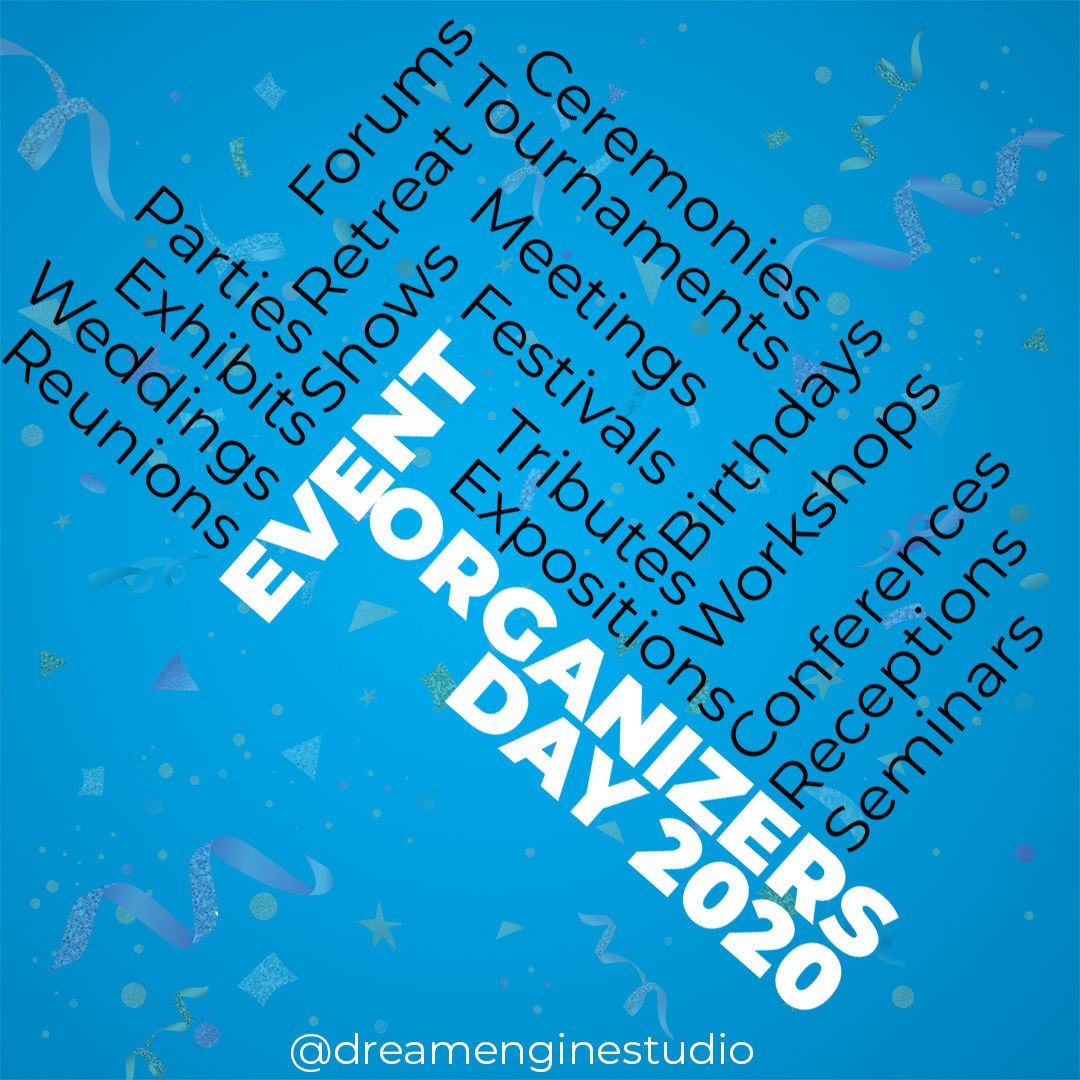 Forums
Ceremonies
Tournaments
Retreat
Meetings
Parties
Shows
Exhibits
Festivals
Weddings
Reunions
Birthdays
Workshops
Tributes
Expositions
Conferences
Receptions
Seminars
EVENT
ORGANIZERS
DAY 2020
@dreamenginestudio